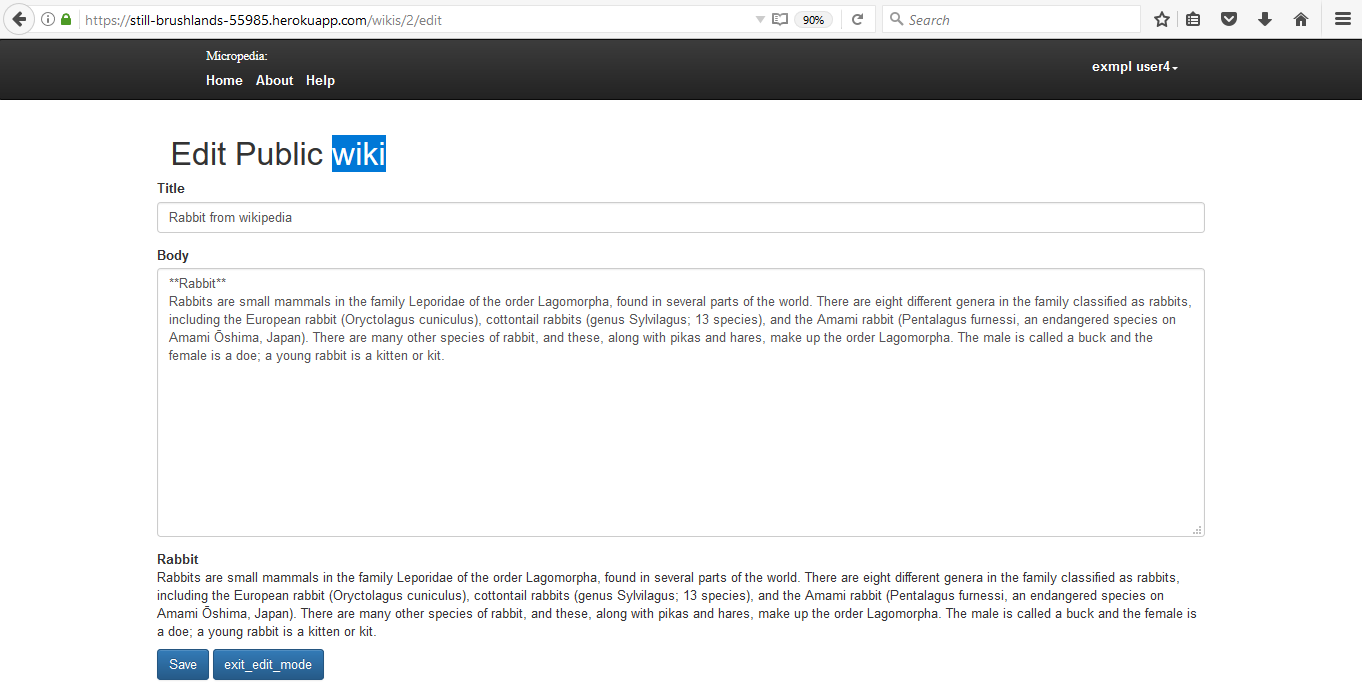 https://still-brushlands-55985.herokuapp.com/wikis/2/edit
90%
Search
Micropedia:
Home About Help
exmpl user4
Edit Public wiki
Title
Rabbit from wikipedia
Body
**Rabbit**
Rabbits are small mammals in the family Leporidae of the order Lagomorpha, found in several parts of the world. There are eight different genera in the family classified as rabbits,
including the European rabbit (Oryctolagus cuniculus), cottontail rabbits (genus Sylvilagus; 13 species), and the Amami rabbit (Pentalagus furnessi, an endangered species on
Amami Ōshima, Japan). There are many other species of rabbit, and these, along with pikas and hares, make up the order Lagomorpha. The male is called a buck and the
female is a doe; a young rabbit is a kitten or kit.
Rabbit
Rabbits are small mammals in the family Leporidae of the order Lagomorpha, found in several parts of the world. There are eight different genera in the family classified as rabbits,
including the European rabbit (Oryctolagus cuniculus), cottontail rabbits (genus Sylvilagus; 13 species), and the Amami rabbit (Pentalagus furnessi, an endangered species on
Amami Ōshima, Japan). There are many other species of rabbit, and these, along with pikas and hares, make up the order Lagomorpha. The male is called a buck and the female is
a doe; a young rabbit is a kitten or kit.
Save exit_edit_mode